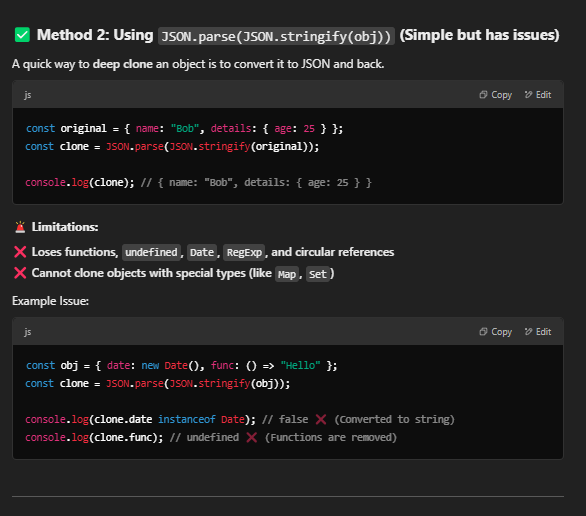 ✅ Method 2: Using JSON.parse(JSON.stringify(obj)) (Simple but has issues)
A quick way to deep clone an object is to convert it to JSON and back.
js Copy Edit
const original = { name: "Bob", details: { age: 25 } };
const clone = JSON.parse(JSON.stringify(original));
console.log(clone); // { name: "Bob", details: { age: 25 } }
🚨 Limitations:
❌ Loses functions, undefined, Date, RegExp, and circular references
❌ Cannot clone objects with special types (like Map, Set)
Example Issue:
js Copy Edit
const obj = { date: new Date(), func: () => "Hello" };
const clone = JSON.parse(JSON.stringify(obj));
console.log(clone.date instanceof Date); // false ❌ (Converted to string)
console.log(clone.func); // undefined ❌ (Functions are removed)